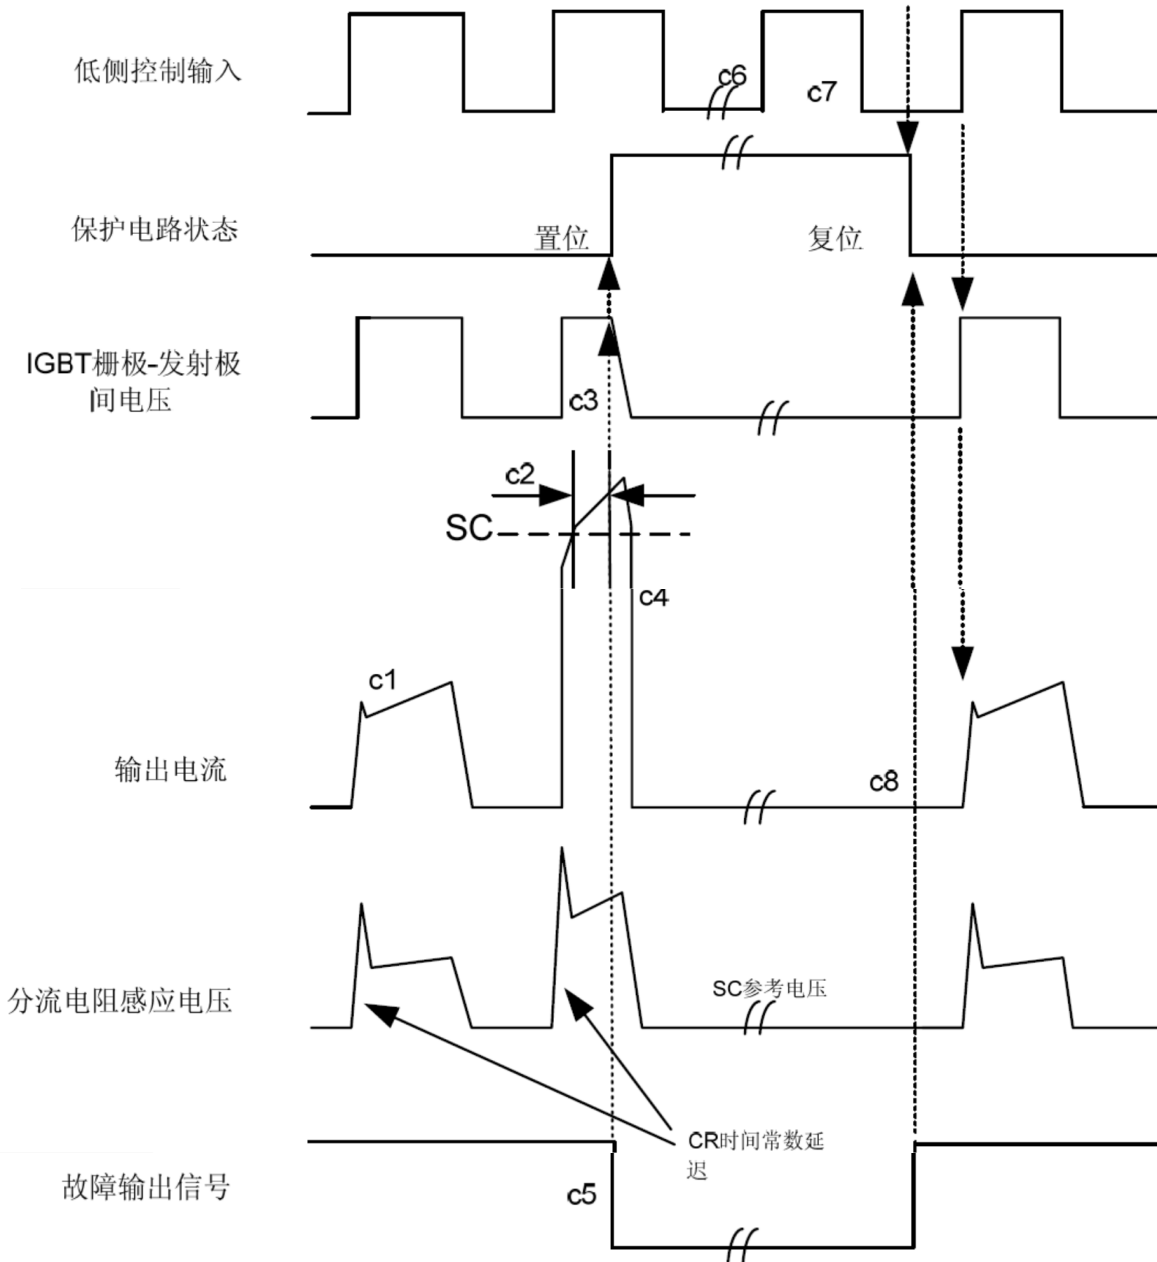 低侧控制输入
c6
c7
保护电路状态
置位
复位
IGBT栅极-发射极
间电压
c3
c2
SC
c4
c1
输出电流
c8
分流电阻感应电压
SC参考电压
CR时间常数延
迟
故障输出信号
c5